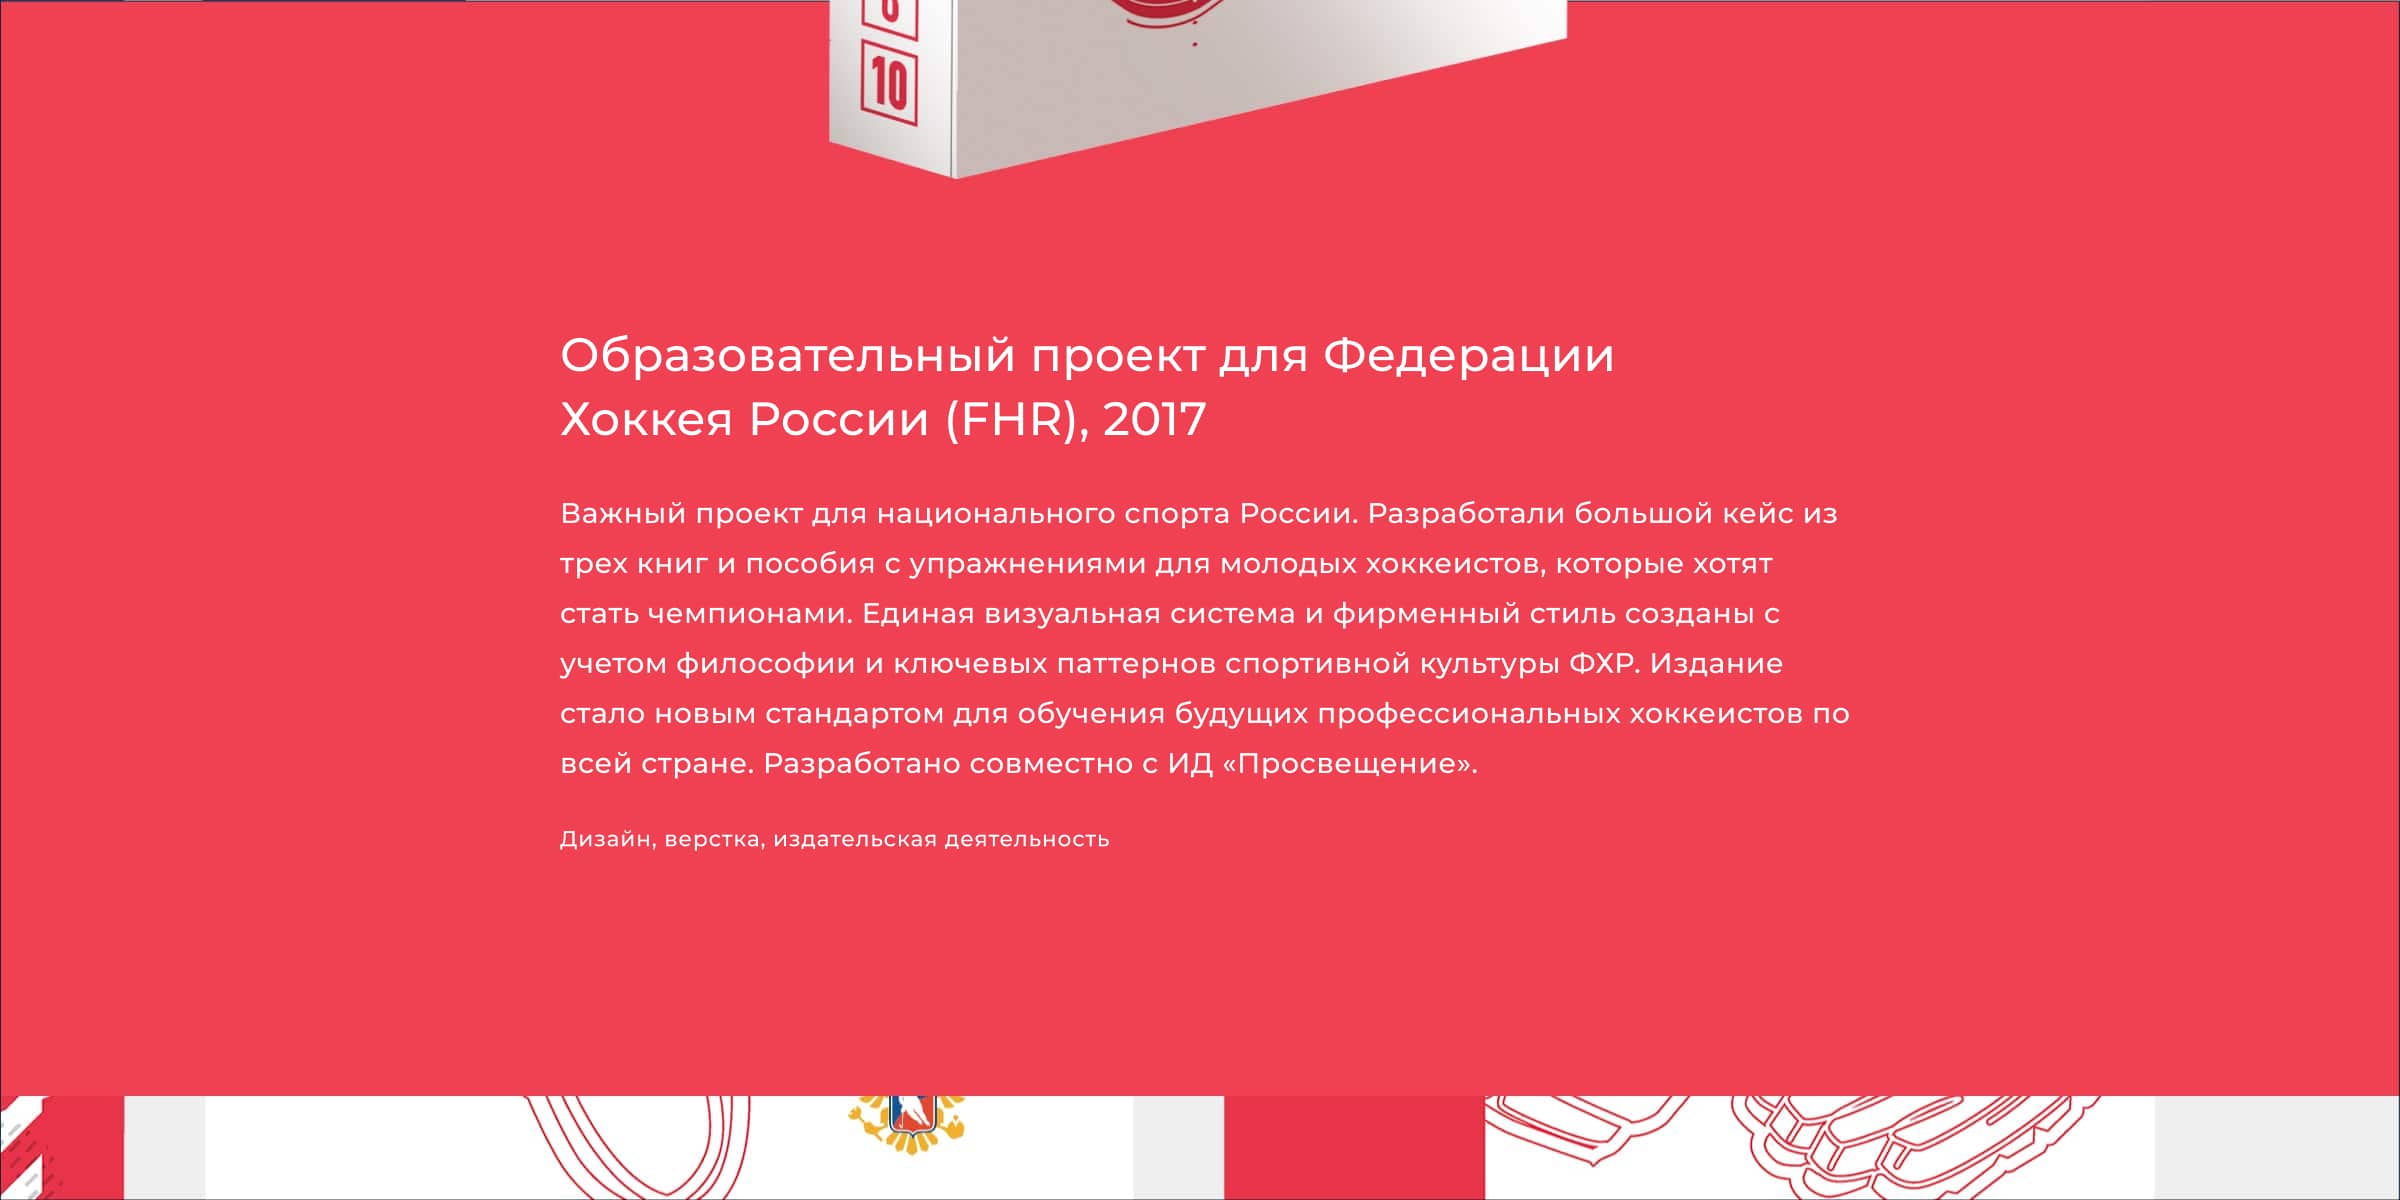 10
Образовательный проект для Федерации
Хоккея России (FHR), 2017
Важный проект для национального спорта России. Разработали большой кейс из
трех книг и пособия с упражнениями для молодых хоккеистов, которые хотят
стать чемпионами. Единая визуальная система и фирменный стиль созданы с
учетом философии и ключевых паттернов спортивной культуры ФХР. Издание
стало новым стандартом для обучения будущих профессиональных хоккеистов по
всей стране. Разработано совместно с ИД «Просвещение».
Дизайн, верстка, издательская деятельность